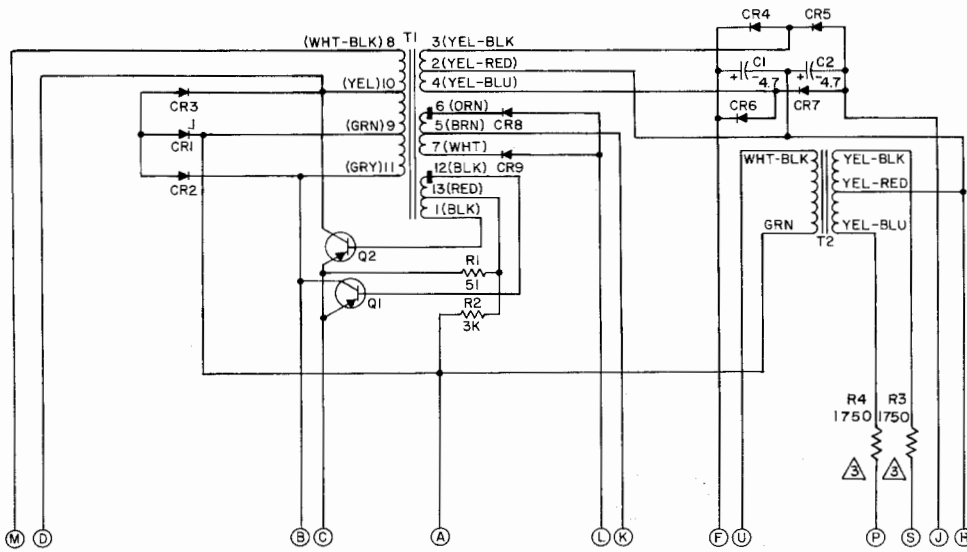 CR4 CR5
T1
(WHT-BLK) 8 3(YEL-BLK
2 (YEL-RED)
C1 C2
+ -4.7 + -4.7
(YEL)10 4(YEL-BLU)
CR3 6 (ORN) CR6 CR7
CR8
(GRN) 9 5(BRN)
CR1 7 (WHT)
CR9
(GRY)11 12(BLK) WHT-BLK YEL-BLK
CR2 13(RED)
YEL-RED
1(BLK)
GRN YEL-BLU
T2
Q2 R1
51
Q1 R2
3K
R4 R3
1750 1750
3 3
M D B C A L K F U P S J H